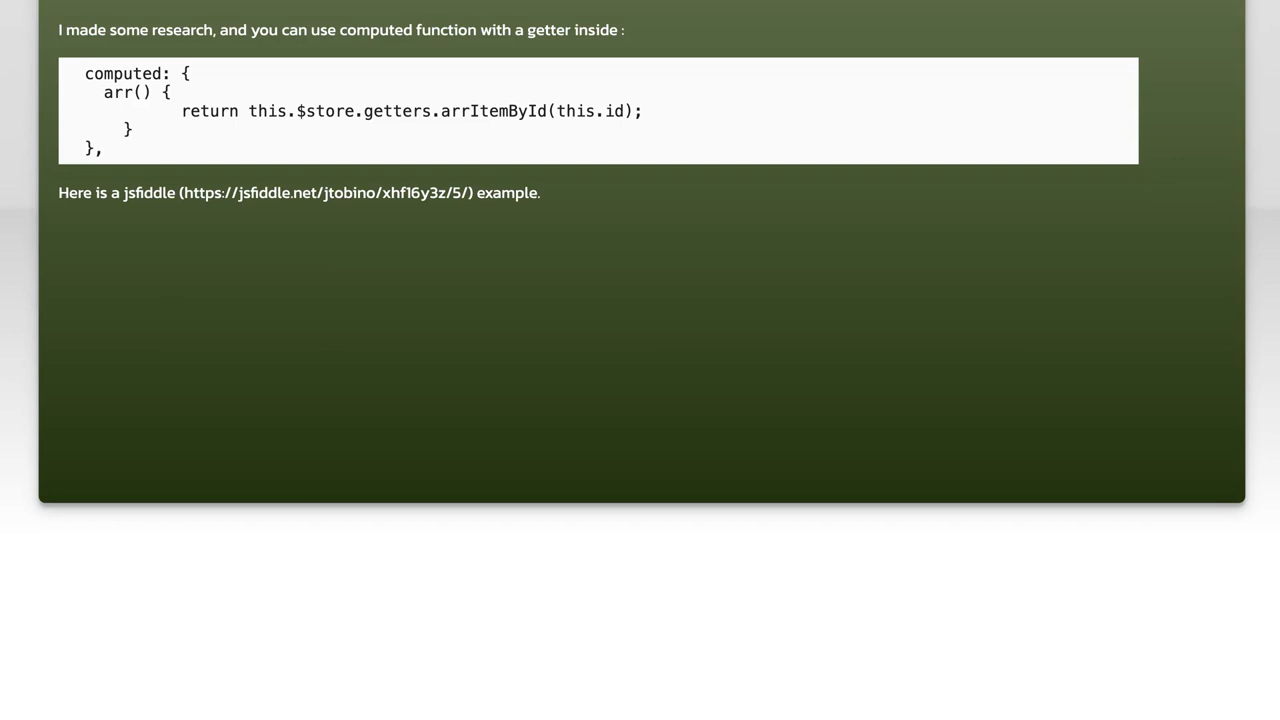 I made some research, and you can use computed function with a getter inside :
computed: {
arr() {
return this.$store.getters.arrItemById(this.id);
}
},
Here is a jsfiddle (https://jsfiddle.net/jtobino/xhf16y3z/5/) example.